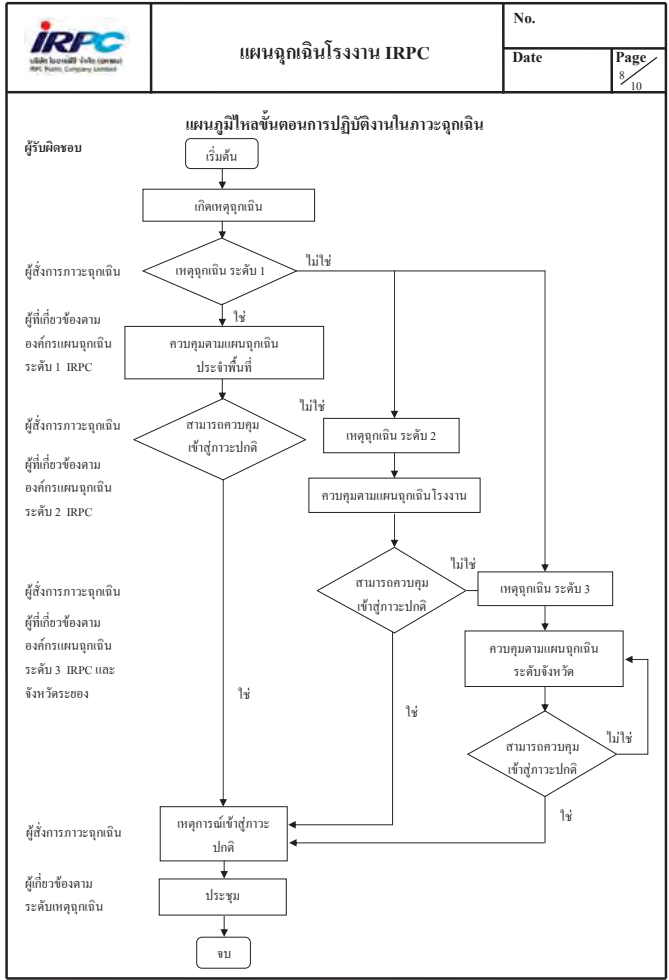 IRPC
บริษัท ไออาร์พีซี จำกัด (มหาชน)
IRPC Public Company Limited
แผนฉุกเฉินโรงงาน IRPC
No.
Date
Page
8/10
แผนภูมิไหลขั้นตอนการปฏิบัติงานในภาวะฉุกเฉิน
ผู้รับผิดชอบ
เริ่มต้น
เกิดเหตุฉุกเฉิน
ผู้สั่งการภาวะฉุกเฉิน
เหตุฉุกเฉิน ระดับ 1
ไม่ใช่
ใช่
ผู้ที่เกี่ยวข้องตาม
องค์กรแผนฉุกเฉิน
ระดับ 1 IRPC
ควบคุมตามแผนฉุกเฉิน
ประจำพื้นที่
ผู้สั่งการภาวะฉุกเฉิน
สามารถควบคุม
เข้าสู่ภาวะปกติ
ไม่ใช่
เหตุฉุกเฉิน ระดับ 2
ผู้ที่เกี่ยวข้องตาม
องค์กรแผนฉุกเฉิน
ระดับ 2 IRPC
ควบคุมตามแผนฉุกเฉินโรงงาน
ผู้สั่งการภาวะฉุกเฉิน
สามารถควบคุม
เข้าสู่ภาวะปกติ
ไม่ใช่
เหตุฉุกเฉิน ระดับ 3
ผู้ที่เกี่ยวข้องตาม
องค์กรแผนฉุกเฉิน
ระดับ 3 IRPC และ
จังหวัดระยอง
ควบคุมตามแผนฉุกเฉิน
ระดับจังหวัด
ใช่
ใช่
สามารถควบคุม
เข้าสู่ภาวะปกติ
ไม่ใช่
ใช่
ผู้สั่งการภาวะฉุกเฉิน
เหตุการณ์เข้าสู่ภาวะ
ปกติ
ผู้เกี่ยวข้องตาม
ระดับเหตุฉุกเฉิน
ประชุม
จบ